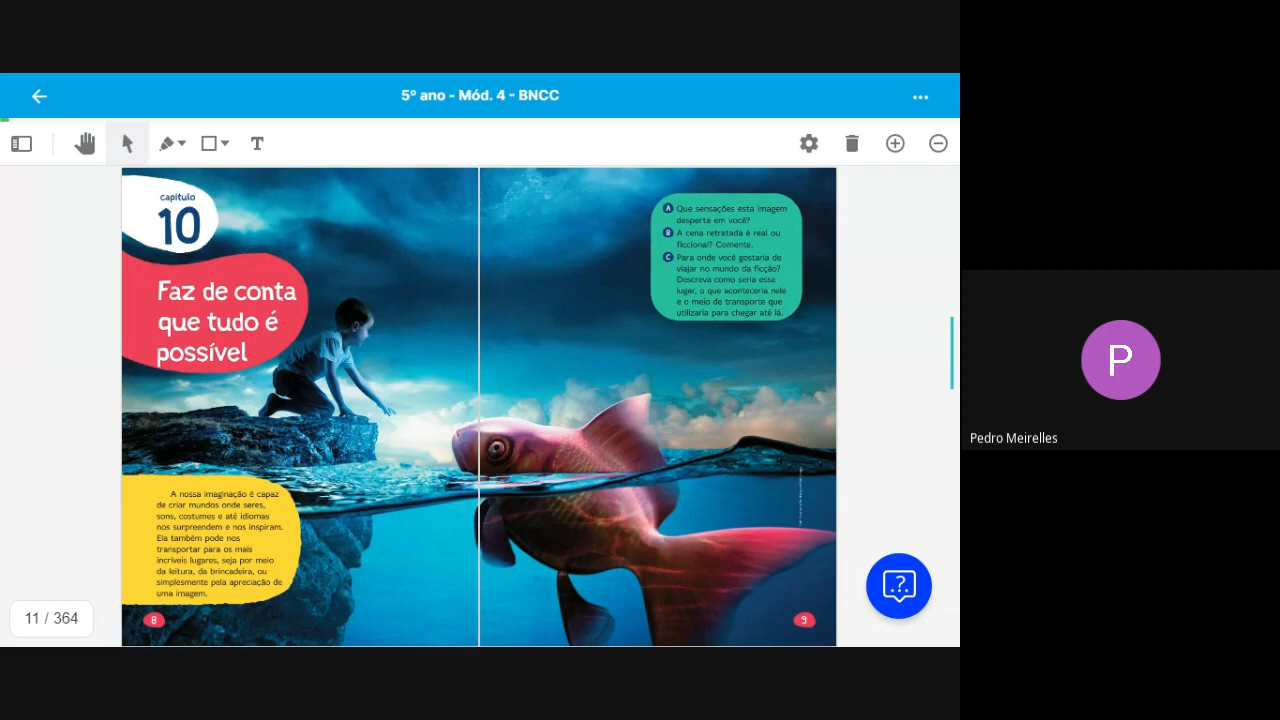 5º ano - Mód. 4 - BNCC
capítulo
10
Faz de conta
que tudo é
possível
A Que sensações esta imagem
desperta em você?
B A cena retratada é real ou
ficcional? Comente.
C Para onde você gostaria de
viajar no mundo da ficção?
Descreva como seria esse
lugar, o que aconteceria nele
e o meio de transporte que
utilizaria para chegar até lá.
A nossa imaginação é capaz
de criar mundos onde seres,
sons, costumes e até idiomas
nos surpreendem e nos inspiram.
Ela também pode nos
transportar para os mais
incríveis lugares, seja por meio
da leitura, da brincadeira, ou
simplesmente pela apreciação de
uma imagem.
11 / 364
8
9
P
Pedro Meirelles